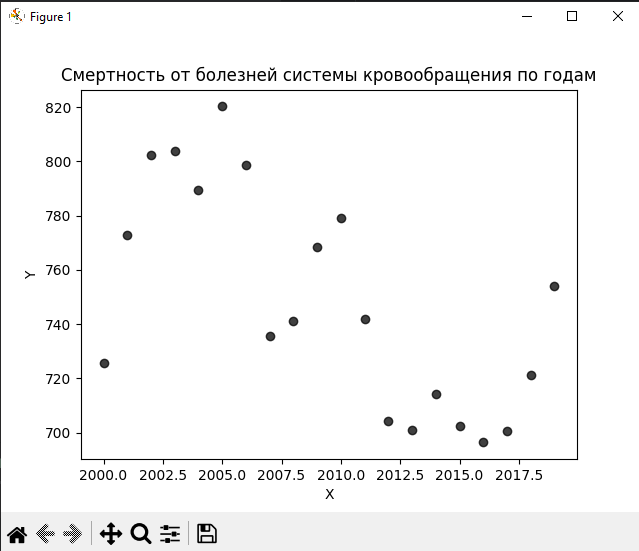 Figure 1
Смертность от болезней системы кровообращения по годам
820
800
780
760
740
720
700
Y
2000.0 2002.5 2005.0 2007.5 2010.0 2012.5 2015.0 2017.5
X